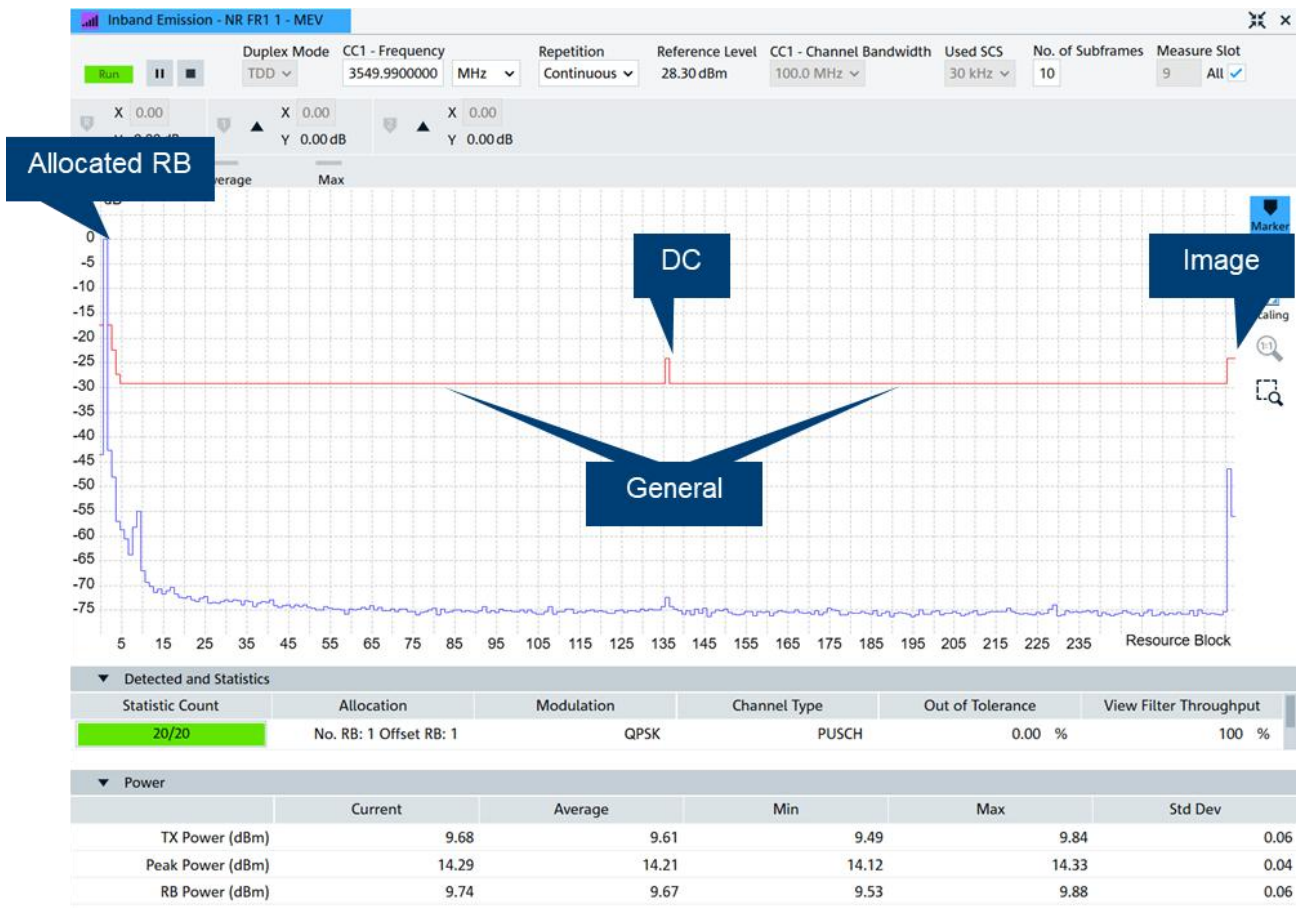 Inband Emission - NR FR1 1 - MEV
Duplex Mode CC1 - Frequency Repetition Reference Level CC1 - Channel Bandwidth Used SCS No. of Subframes Measure Slot
Run TDD 3549.9900000 MHz Continuous 28.30 dBm 100.0 MHz 30 kHz 10 9 All
X 0.00 X 0.00 X 0.00
Y 0.00 dB Y 0.00 dB
Allocated RB
Max
Marker
0
DC
Image
-5
-10
-15
-20
-25
1:1
-30
-35
-40
-45
General
-50
-55
-60
-65
-70
-75
5 15 25 35 45 55 65 75 85 95 105 115 125 135 145 155 165 175 185 195 205 215 225 235 Resource Block
Detected and Statistics
Statistic Count Allocation Modulation Channel Type Out of Tolerance View Filter Throughput
20/20 No. RB: 1 Offset RB: 1 QPSK PUSCH 0.00 % 100 %
Power
Current Average Min Max Std Dev
TX Power (dBm) 9.68 9.61 9.49 9.84 0.06
Peak Power (dBm) 14.29 14.21 14.12 14.33 0.04
RB Power (dBm) 9.74 9.67 9.53 9.88 0.06